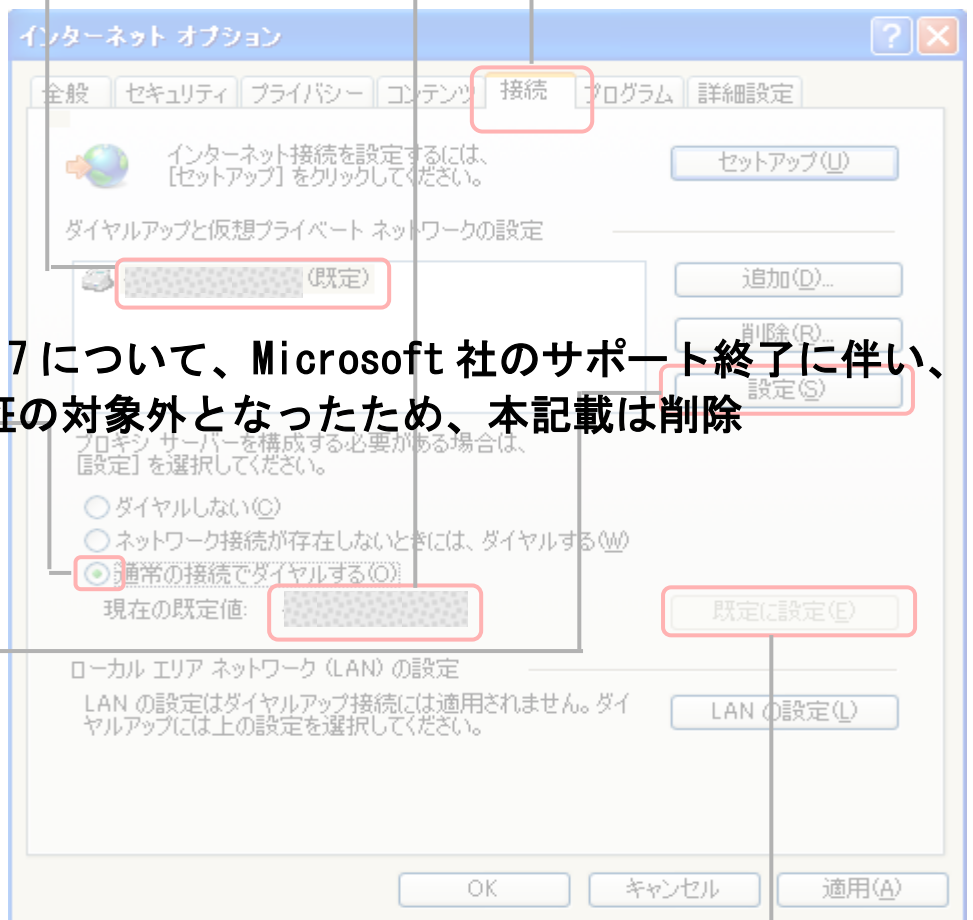 インターネット オプション
全般 セキュリティ プライバシー コンテンツ 接続 プログラム 詳細設定
インターネット接続を設定するには、
[セットアップ] をクリックしてください。
セットアップ(U)
ダイヤルアップと仮想プライベート ネットワークの設定
(既定)
追加(D)...
削除(R)...
7について、Microsoft 社のサポート終了に伴い、
設定(S)
の対象外となったため、本記載は削除
プロキシ サーバーを構成する必要がある場合は、
[設定] を選択してください。
ダイヤルしない(C)
ネットワーク接続が存在しないときには、ダイヤルする(W)
通常の接続でダイヤルする(O)
現在の既定値:
既定に設定(E)
ローカル エリア ネットワーク (LAN) の設定
LAN の設定はダイヤルアップ接続には適用されません。ダイ
ヤルアップには上の設定を選択してください。
LAN の設定(L)
OK キャンセル 適用(A)